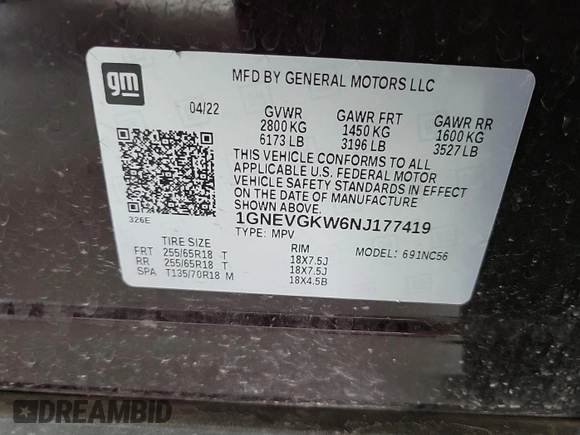 gm
MFD BY GENERAL MOTORS LLC
04/22 GVWR GAWR FRT GAWR RR
2800 KG 1450 KG 1600 KG
6173 LB 3196 LB 3527 LB
THIS VEHICLE CONFORMS TO ALL
APPLICABLE U.S. FEDERAL MOTOR
VEHICLE SAFETY STANDARDS IN EFFECT
ON THE DATE OF MANUFACTURE
SHOWN ABOVE.
326E
1GNEVGKW6NJ177419
TYPE: MPV
TIRE SIZE RIM MODEL: 691NC56
FRT 255/65R18 T 18X7.5J
RR 255/65R18 T 18X7.5J
SPA T135/70R18 M 18X4.5B
DREAMBID